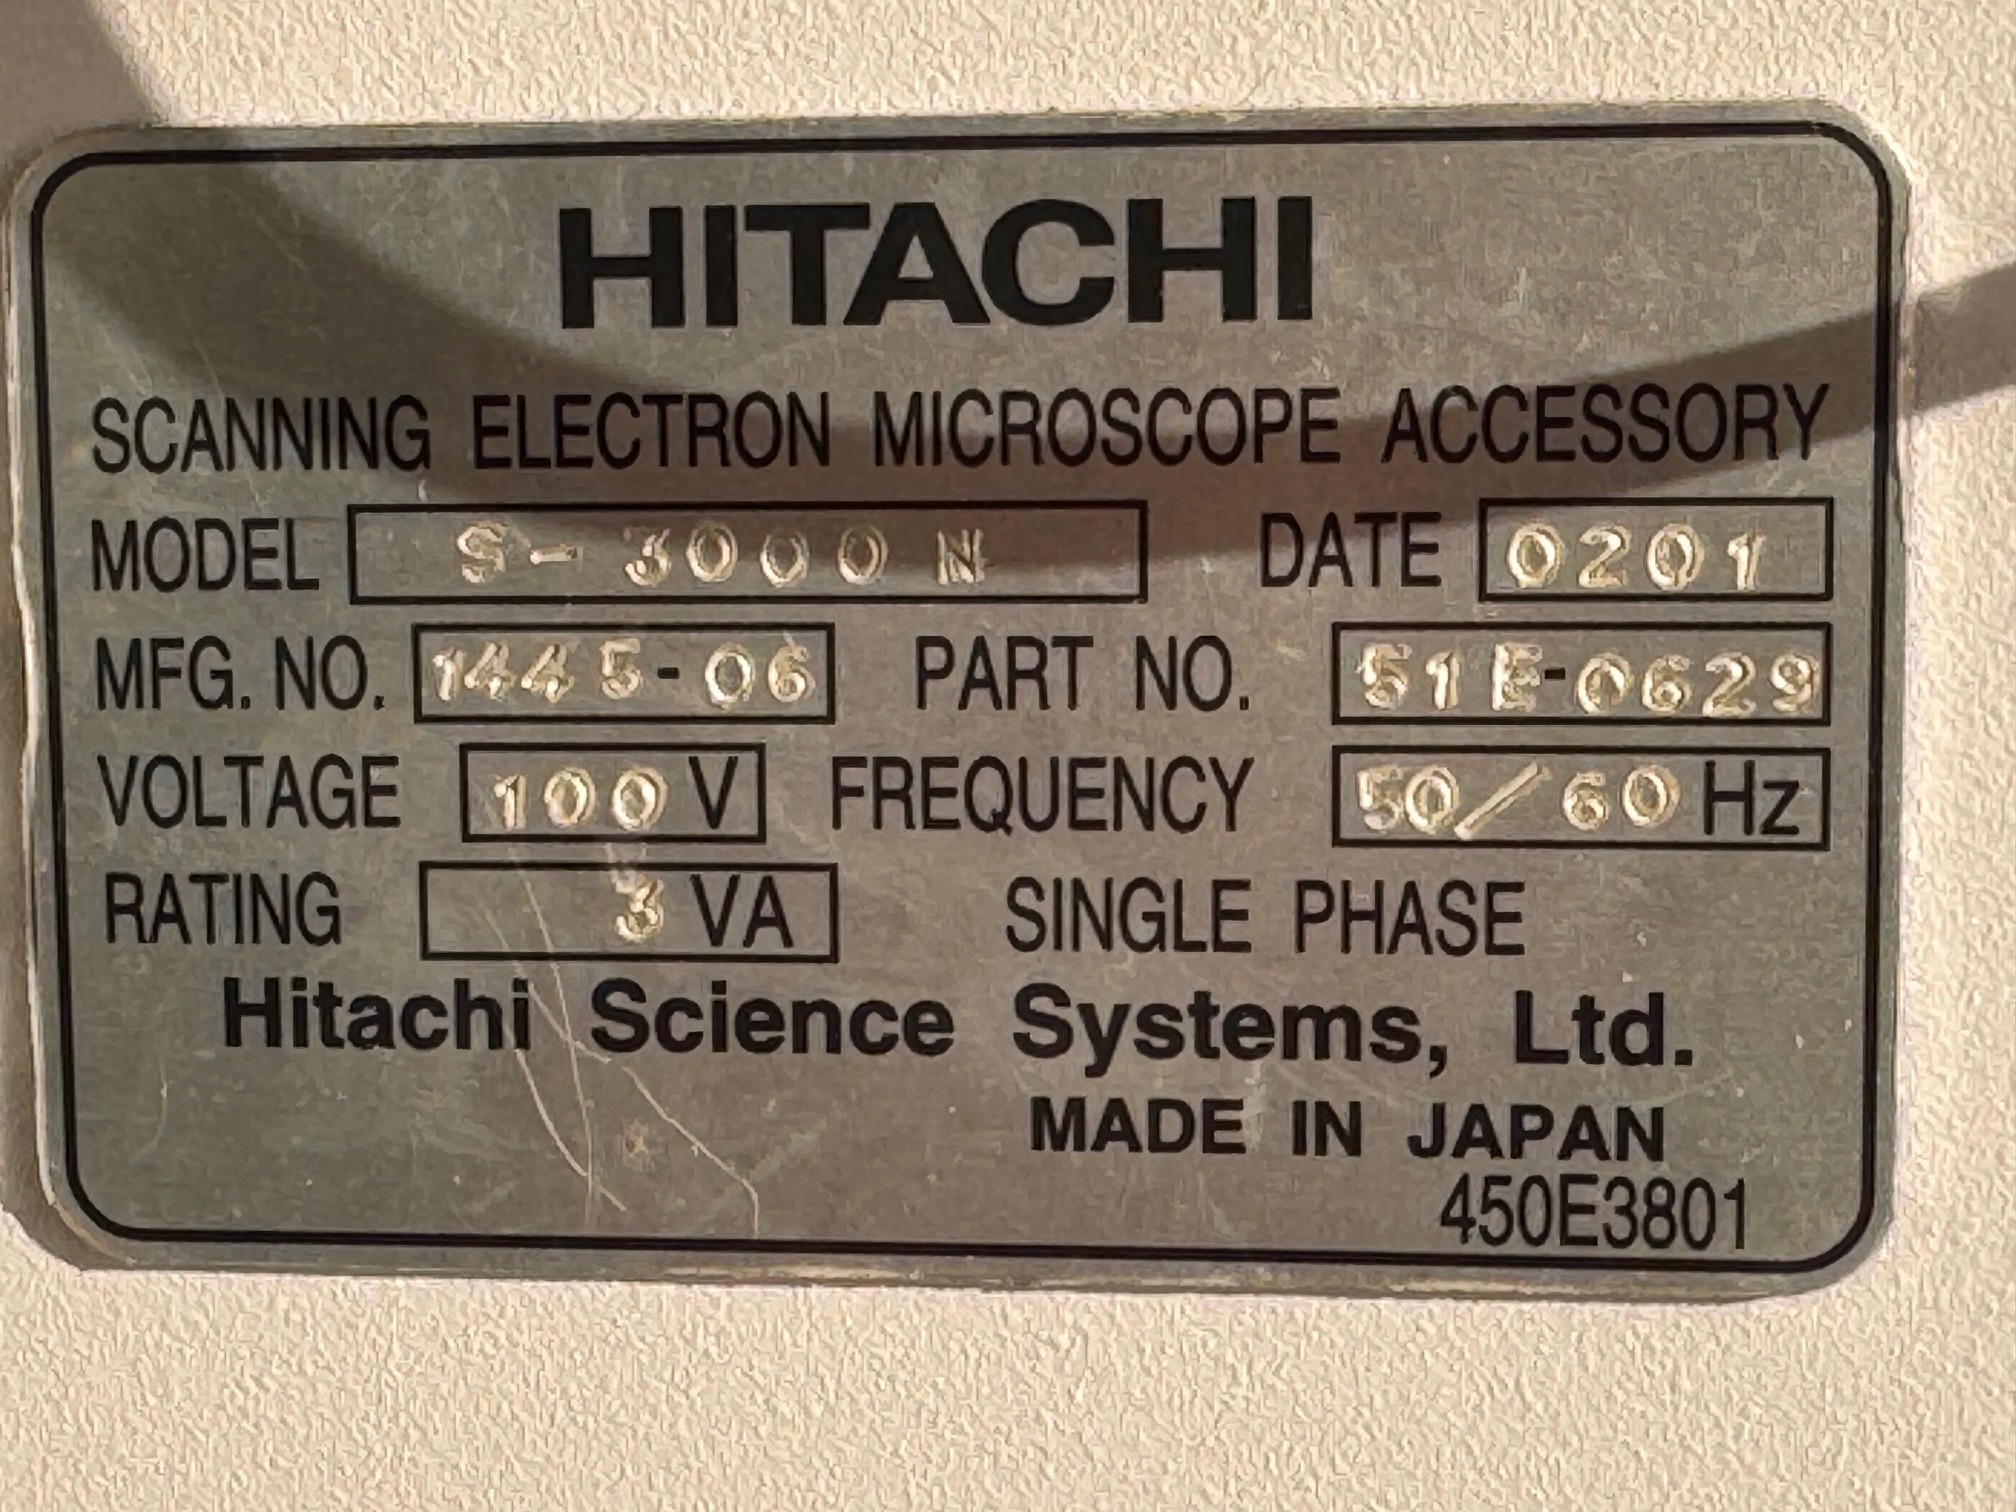 HITACHI
SCANNING ELECTRON MICROSCOPE ACCESSORY
MODEL S-3000N DATE 0201
MFG. NO. 1445-06 PART NO. 51E-0629
VOLTAGE 100 V FREQUENCY 50/60 Hz
RATING 3 VA SINGLE PHASE
Hitachi Science Systems, Ltd.
MADE IN JAPAN
450E3801